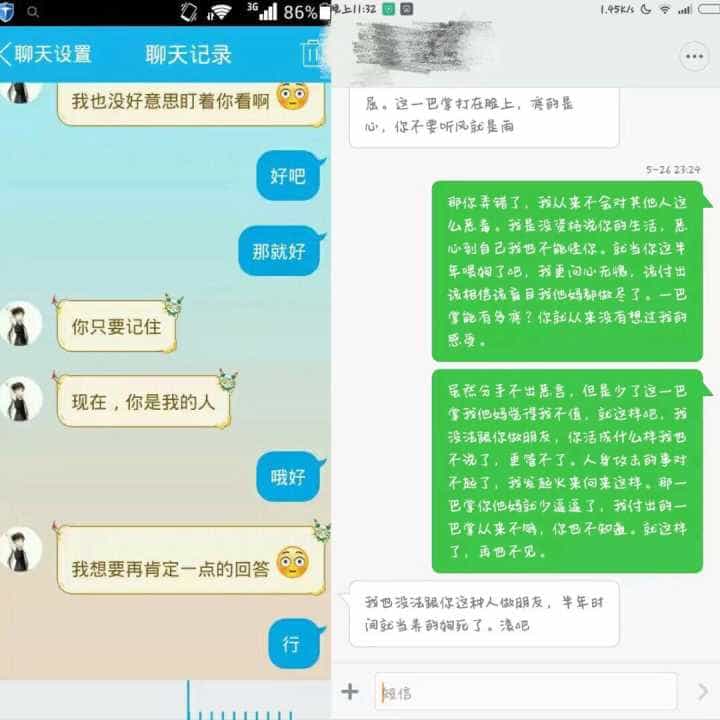 3G 86%
聊天设置 聊天记录
我也没好意思盯着你看啊
好吧
那就好
你只要记住
现在，你是我的人
哦好
我想要再肯定一点的回答
行
晚上11:32 1.45K/s
屈。这一巴掌打在脸上，疼的是
心，你不要听风就是雨
5-26 23:24
那你弄错了，我从来不会对其他人这
么恶毒。我是没资格说你的生活，恶
心到自己我也不能怪你。就当你这半
年喂狗了吧，我更问心无愧，该付出
该相信该盲目我他妈都做尽了。一巴
掌能有多疼？你就从来没有想过我的
感受。
虽然分手不出恶言，但是少了这一巴
掌我他妈觉得我不值，就这样吧，我
没法跟你做朋友，你活成什么样我也
不说了，更管不了。人身攻击的事对
不起了，我发起火来向来这样。那一
巴掌你他妈就少逼逼了，我付出的一
巴掌从来不响，你也不知道。就这样
了，再也不见。
我也没法跟你这种人做朋友，半年时
间就当养的狗死了。滚吧
短信